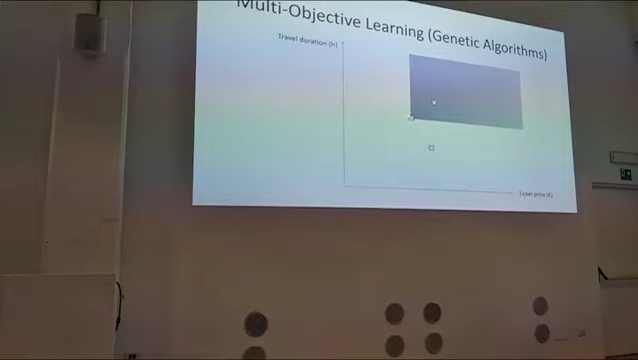 Multi-Objective Learning (Genetic Algorithms)
Travel duration (h)
Ticket price (€)